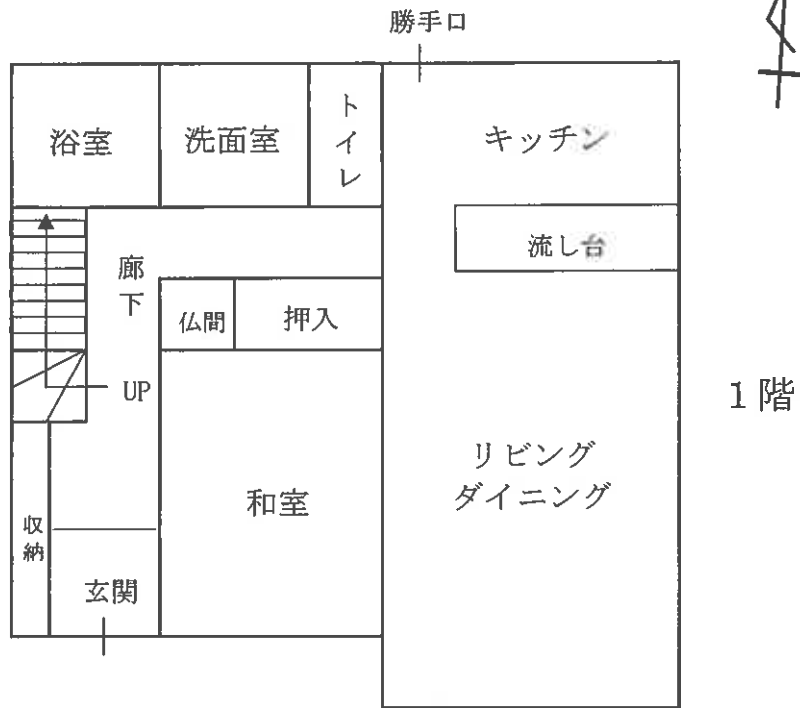 勝手口
浴室
洗面室
トイレ
キッチン
流し台
廊下
仏間
押入
UP
1階
リビング
ダイニング
和室
収納
玄関